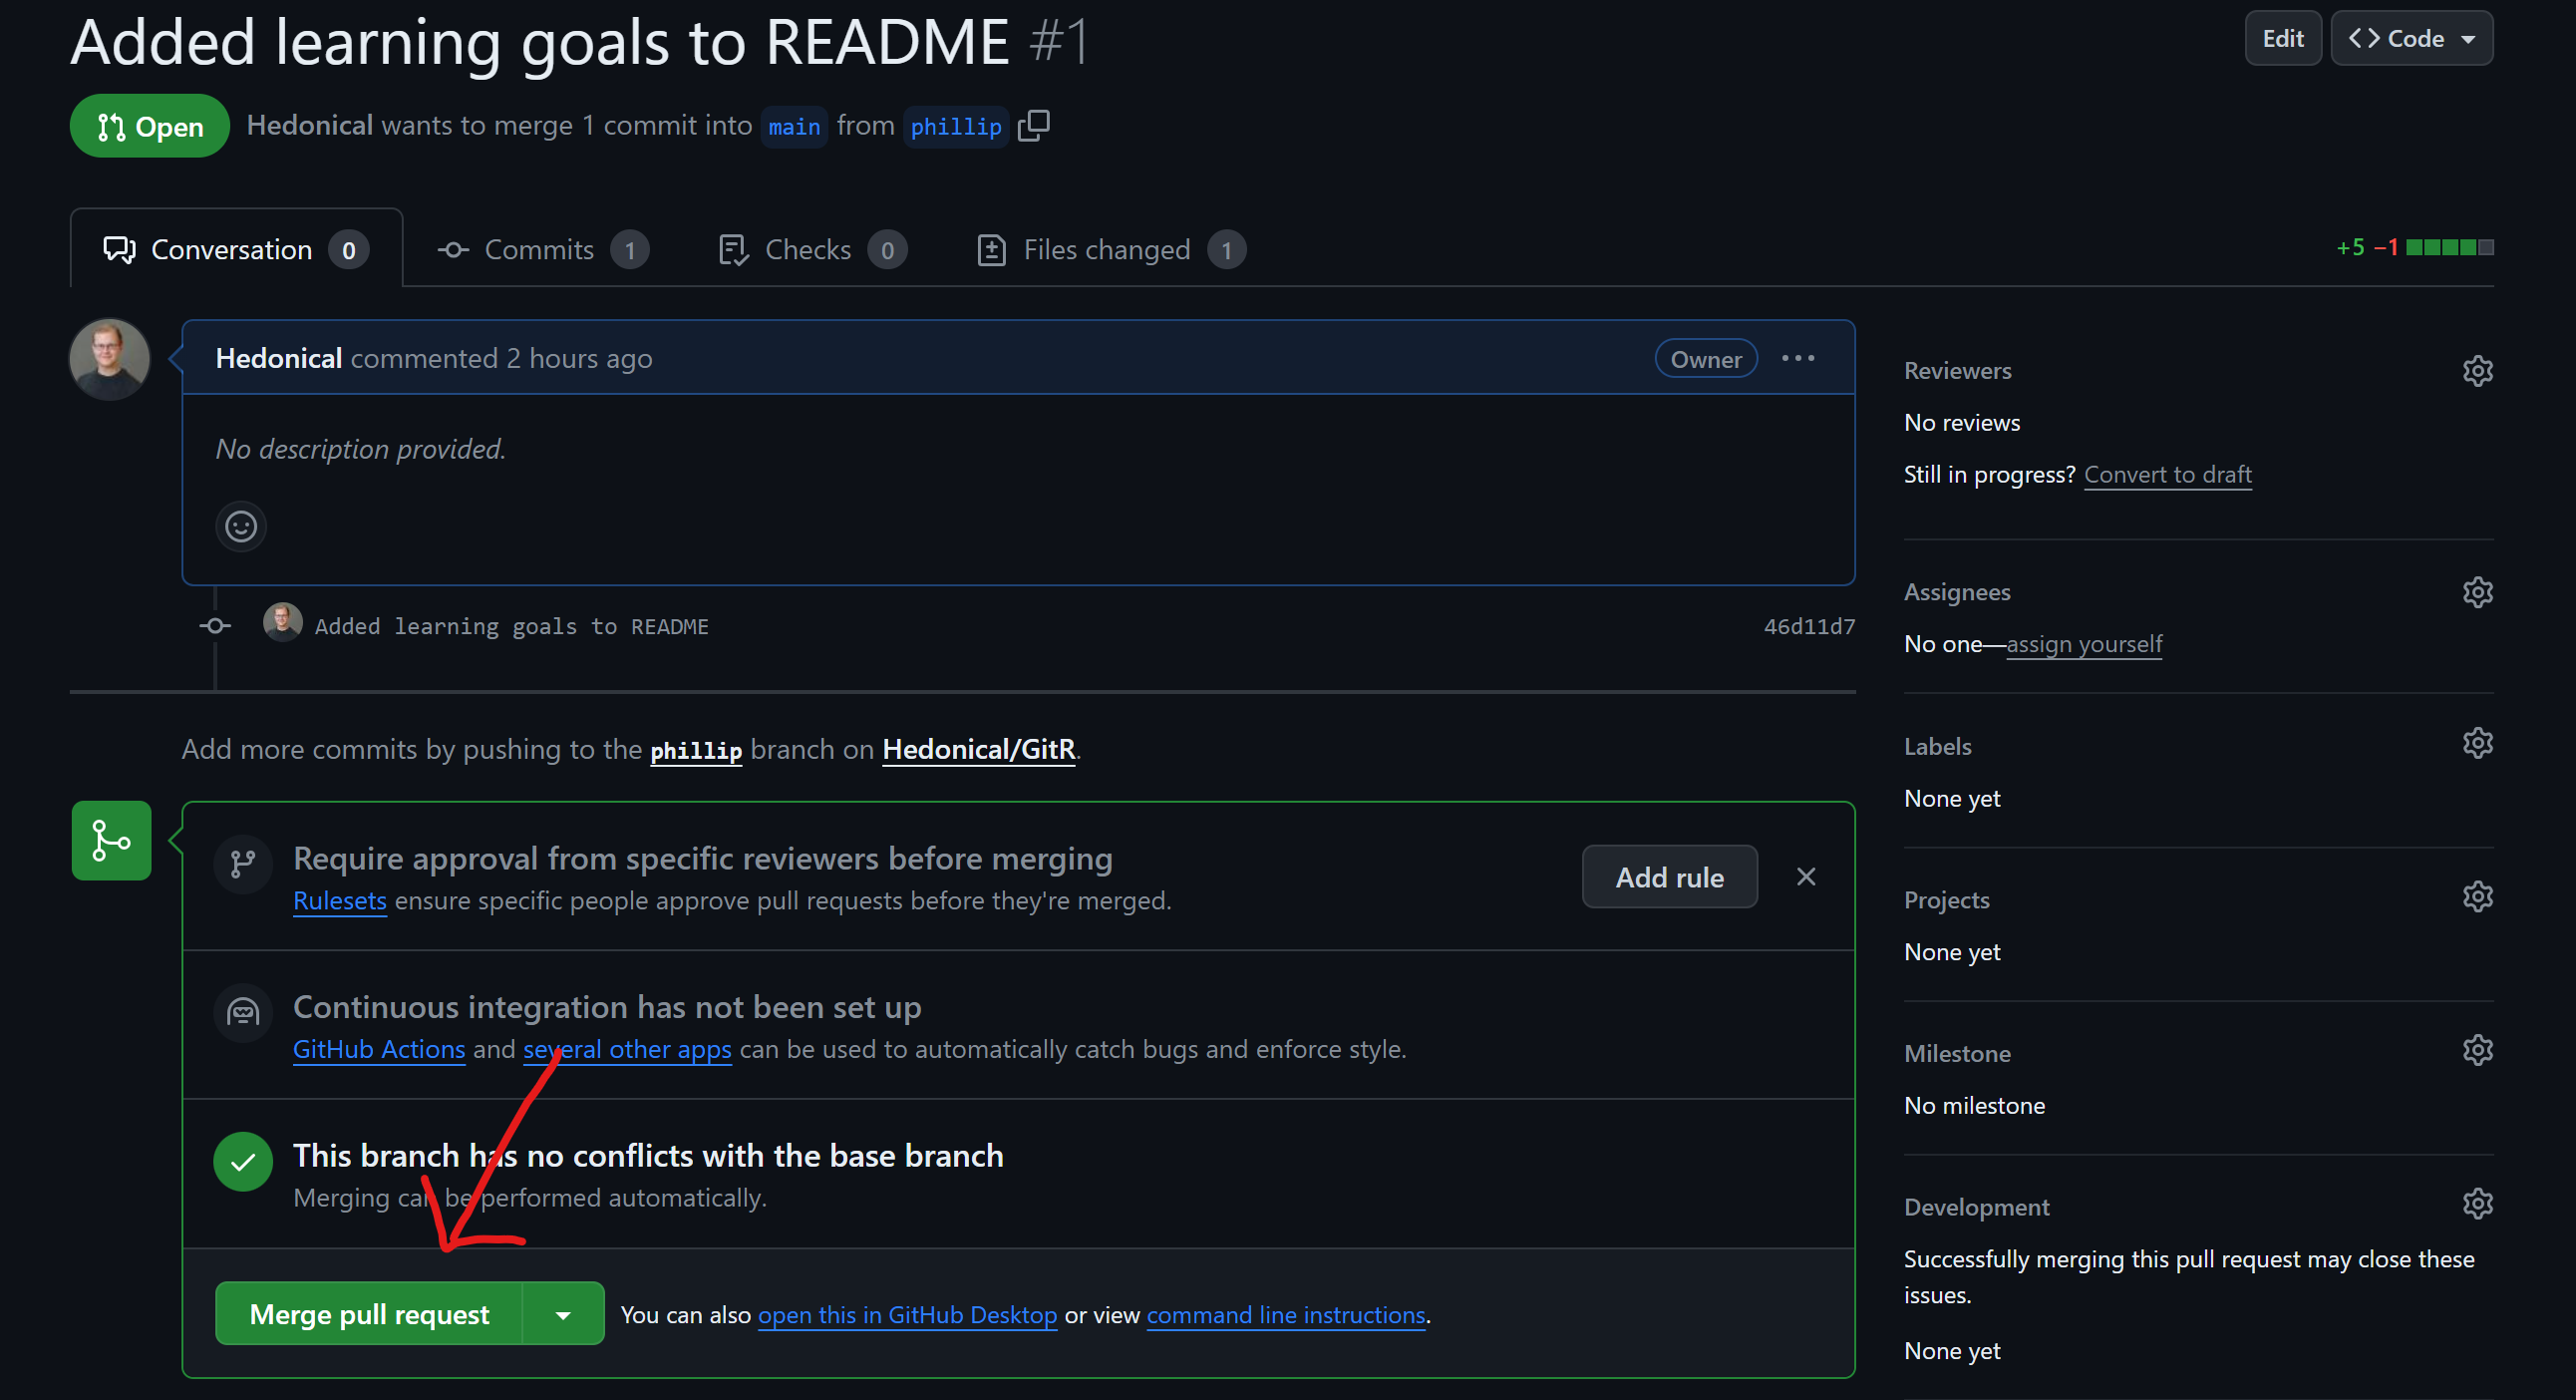 Added learning goals to README #1
Edit
Code
Open
Hedonical wants to merge 1 commit into main from phillip
Conversation 0
Commits 1
Checks 0
Files changed 1
+5 −1
Hedonical commented 2 hours ago
Owner
No description provided.
Added learning goals to README
46d11d7
Add more commits by pushing to the phillip branch on Hedonical/GitR.
Require approval from specific reviewers before merging
Rulesets ensure specific people approve pull requests before they're merged.
Add rule
Continuous integration has not been set up
GitHub Actions and several other apps can be used to automatically catch bugs and enforce style.
This branch has no conflicts with the base branch
Merging can be performed automatically.
Merge pull request
You can also open this in GitHub Desktop or view command line instructions.
Reviewers
No reviews
Still in progress? Convert to draft
Assignees
No one—assign yourself
Labels
None yet
Projects
None yet
Milestone
No milestone
Development
Successfully merging this pull request may close these
issues.
None yet